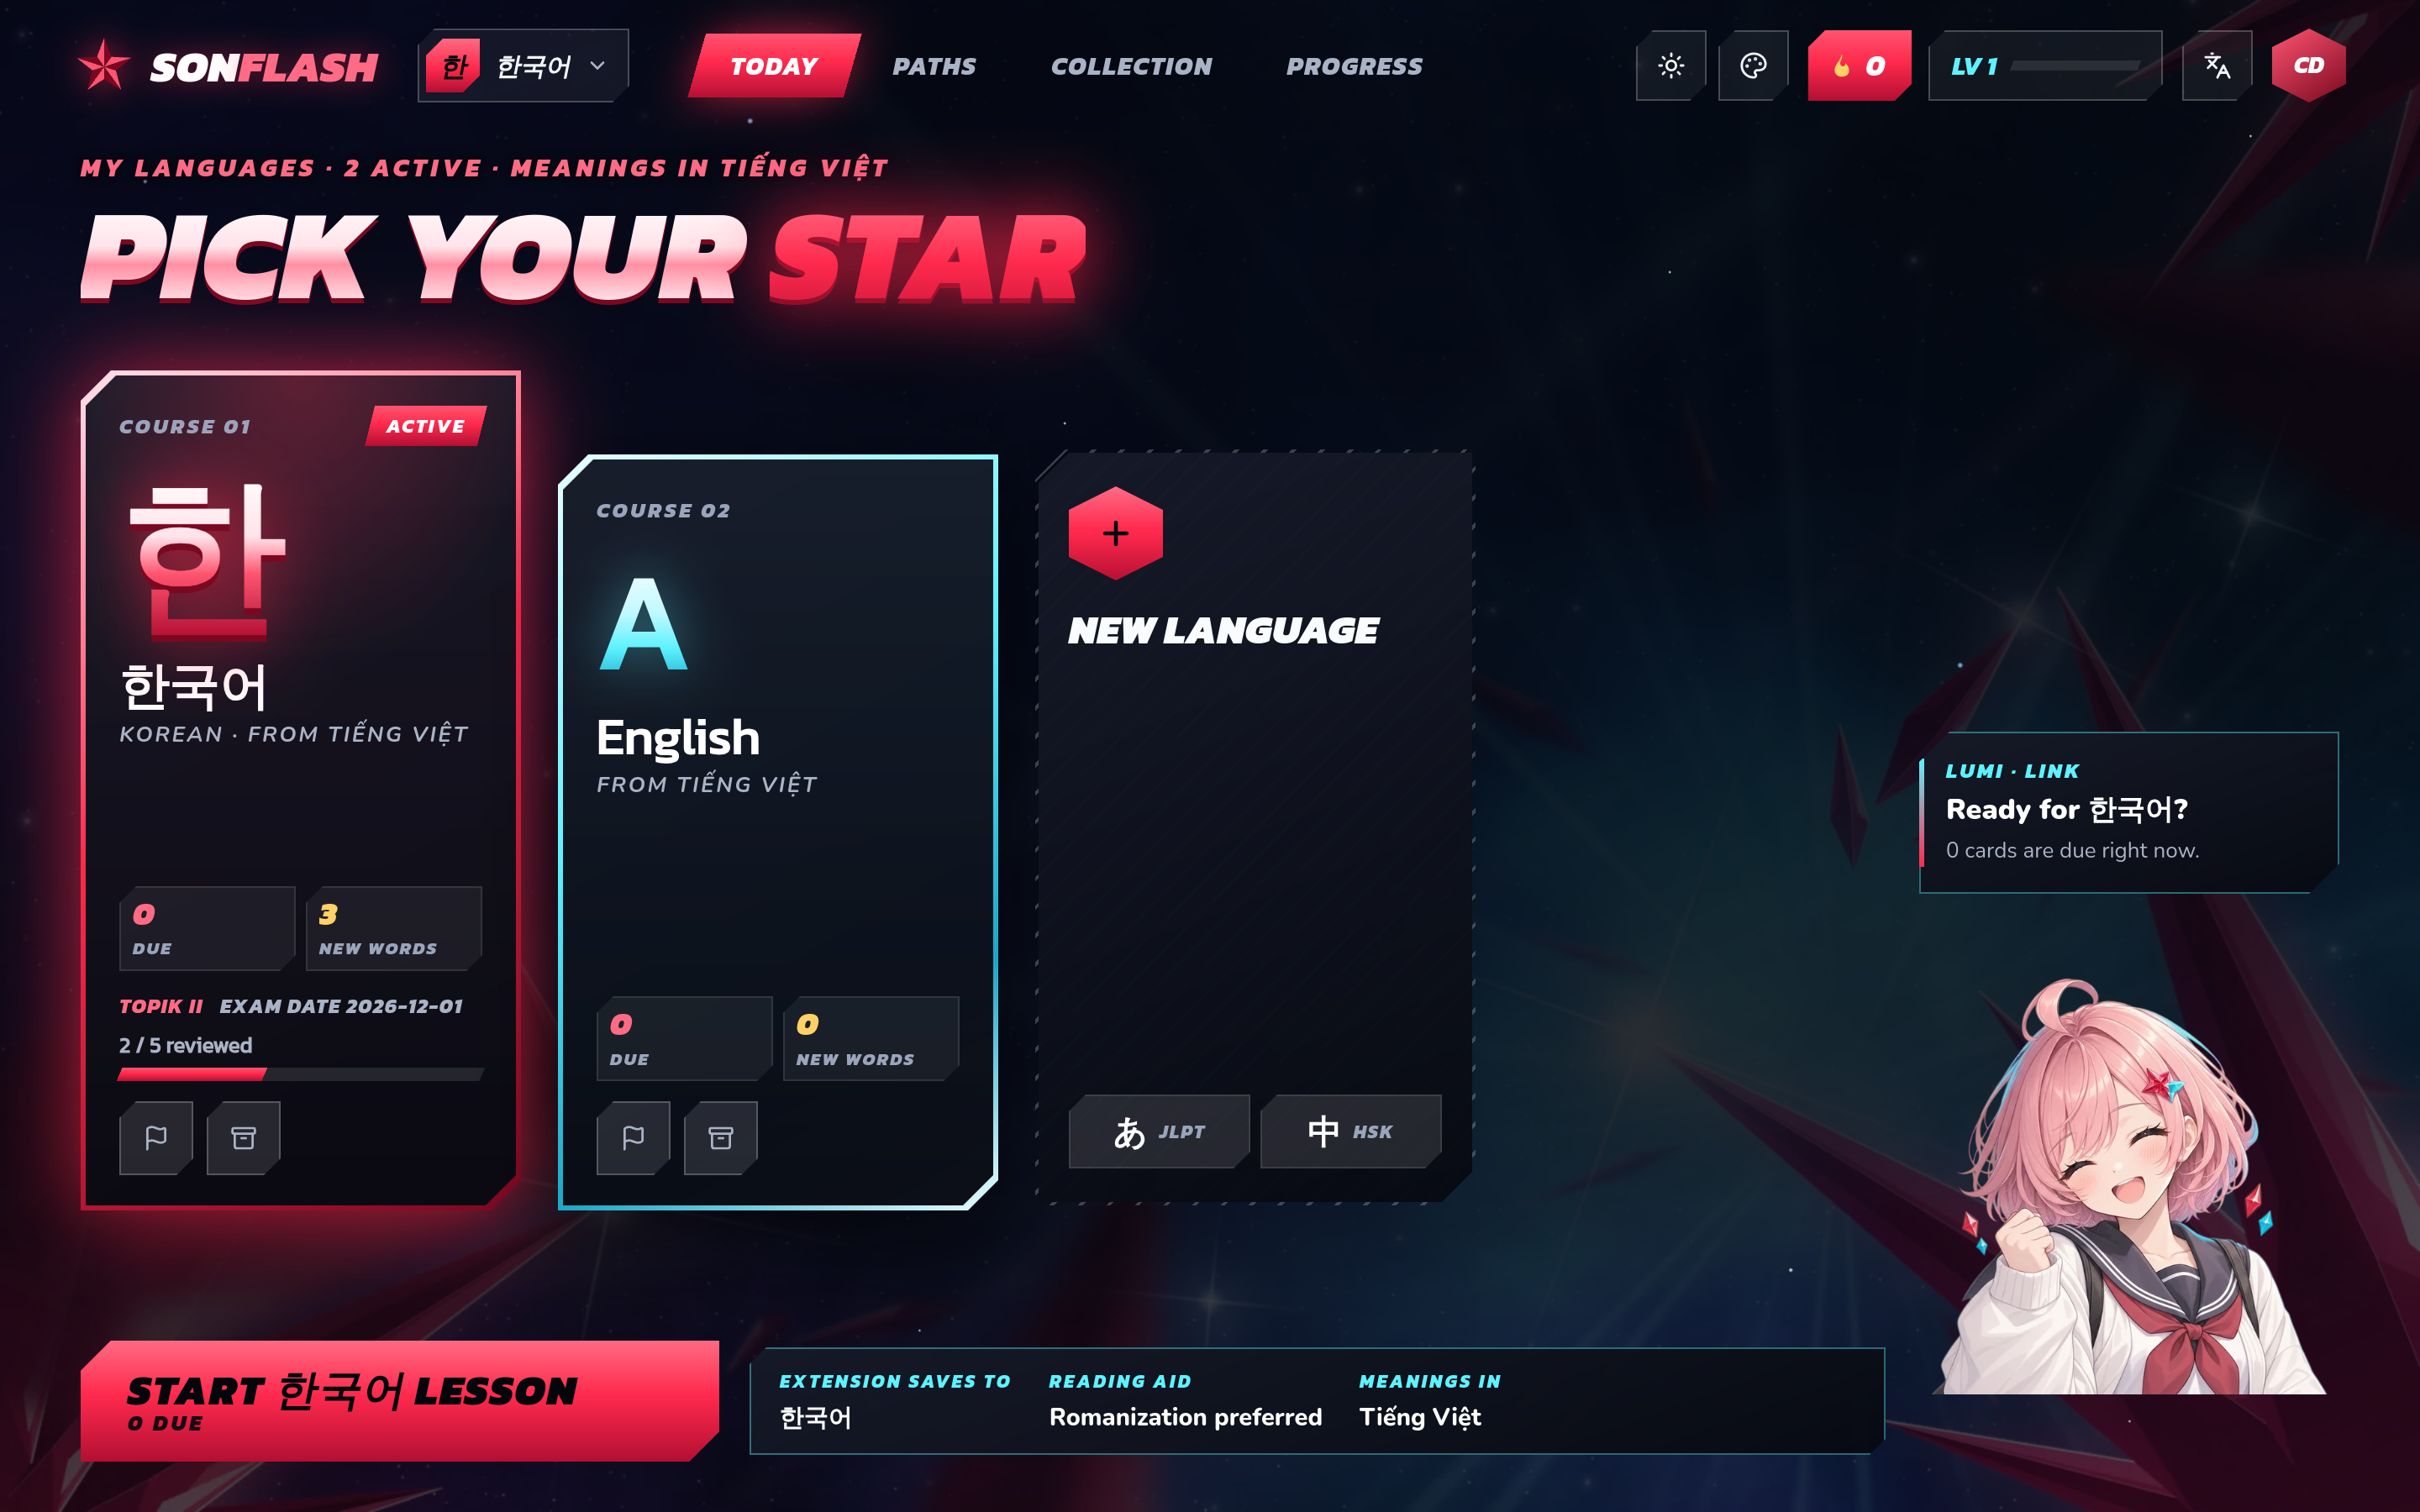 SONFLASH
한 한국어
TODAY PATHS COLLECTION PROGRESS
0
LV 1
CD
MY LANGUAGES · 2 ACTIVE · MEANINGS IN TIẾNG VIỆT
PICK YOUR STAR
COURSE 01 ACTIVE
한
한국어
KOREAN · FROM TIẾNG VIỆT
0 DUE
3 NEW WORDS
TOPIK II EXAM DATE 2026-12-01
2 / 5 reviewed
COURSE 02
A
English
FROM TIẾNG VIỆT
0 DUE
0 NEW WORDS
NEW LANGUAGE
あ JLPT
中 HSK
LUMI · LINK
Ready for 한국어?
0 cards are due right now.
START 한국어 LESSON
0 DUE
EXTENSION SAVES TO
한국어
READING AID
Romanization preferred
MEANINGS IN
Tiếng Việt